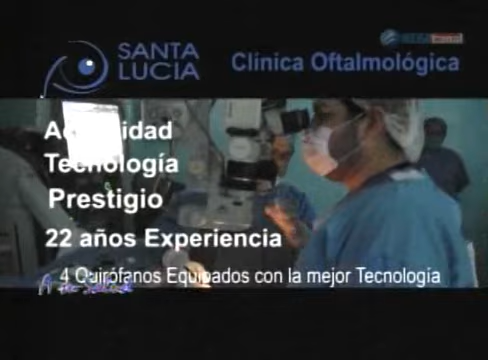 SANTA
LUCIA
Clínica Oftalmológica
Tecnología
Prestigio
22 años Experiencia
4 Quirófanos Equipados con la mejor Tecnología